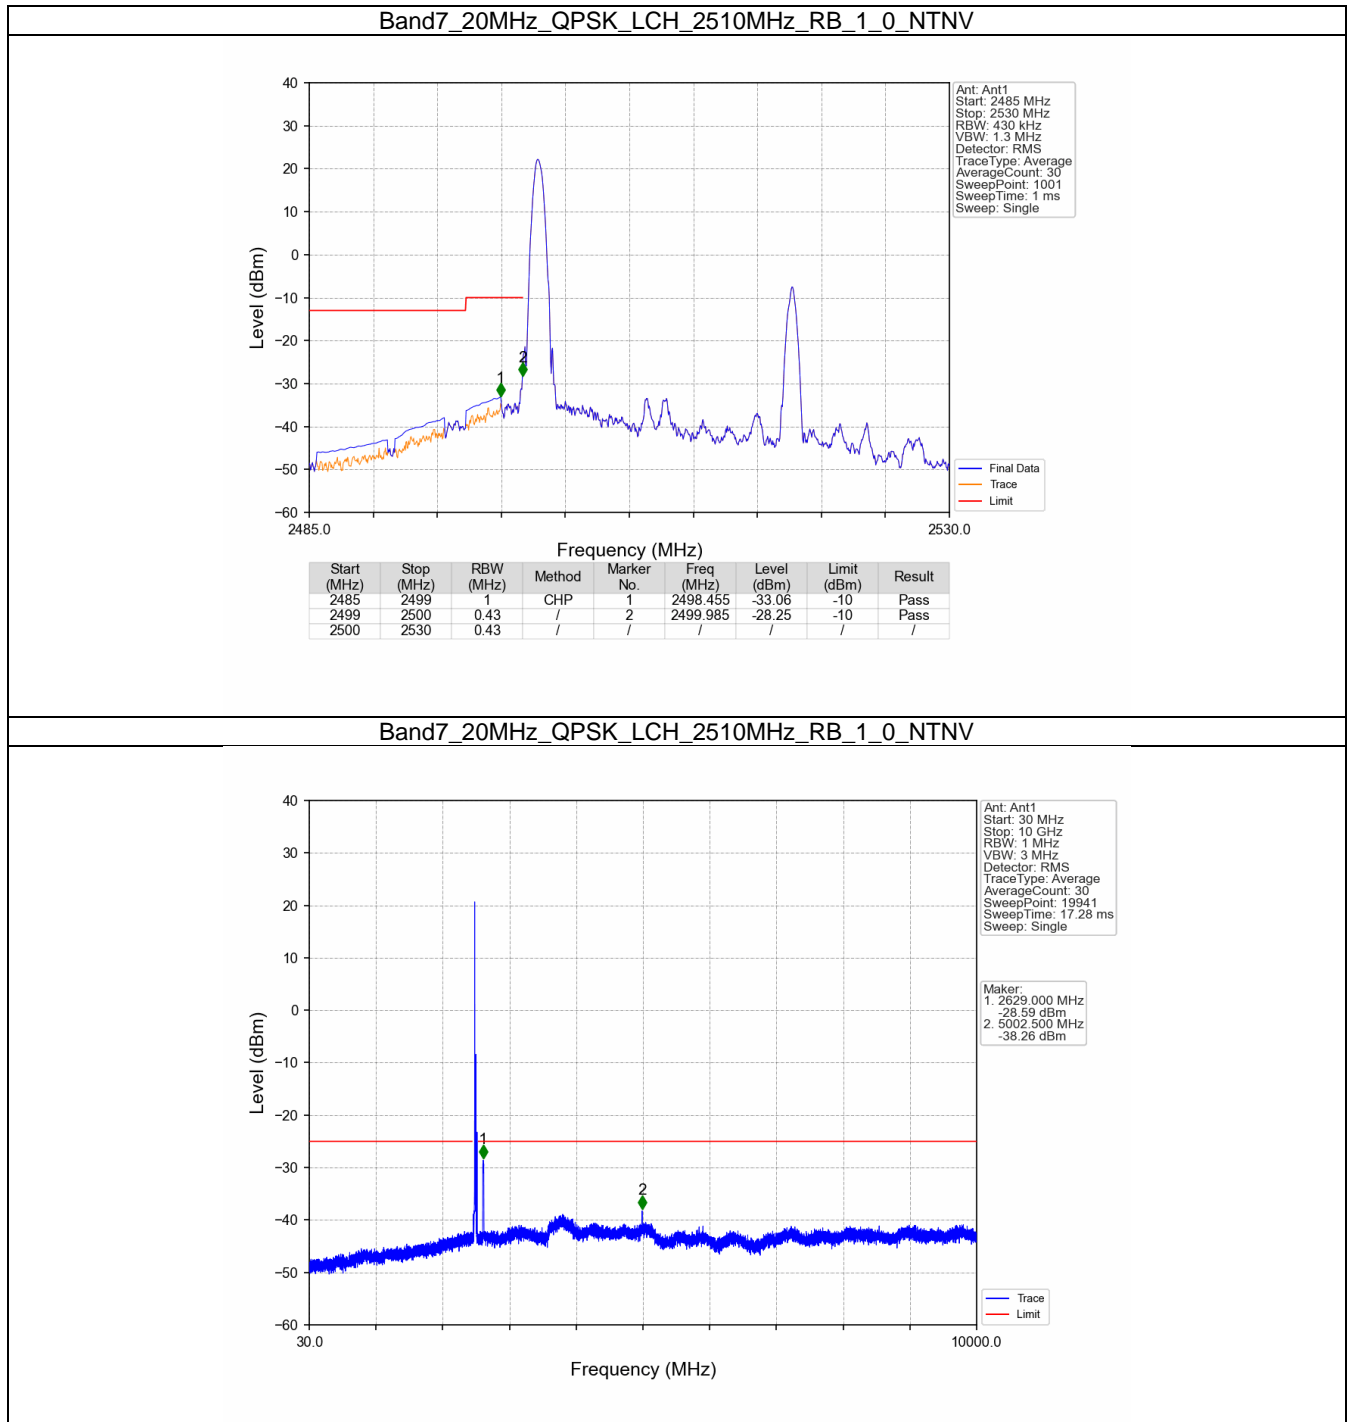 Band7_20MHz_QPSK_LCH_2510MHz_RB_1_0_NTNV
40
30
20
10
0
−10
−20
−30
−40
−50
−60
Level (dBm)
1
2
2485.0
2530.0
Frequency (MHz)
Ant: Ant1
Start: 2485 MHz
Stop: 2530 MHz
RBW: 430 kHz
VBW: 1.3 MHz
Detector: RMS
TraceType: Average
AverageCount: 30
SweepPoint: 1001
SweepTime: 1 ms
Sweep: Single
Final Data
Trace
Limit
Start (MHz) Stop (MHz) RBW (MHz) Method Marker No. Freq (MHz) Level (dBm) Limit (dBm) Result
2485 2499 1 CHP 1 2498.455 -33.06 -10 Pass
2499 2500 0.43 / 2 2499.985 -28.25 -10 Pass
2500 2530 0.43 / / / / / /
Band7_20MHz_QPSK_LCH_2510MHz_RB_1_0_NTNV
40
30
20
10
0
−10
−20
−30
−40
−50
−60
Level (dBm)
1
2
30.0
10000.0
Frequency (MHz)
Ant: Ant1
Start: 30 MHz
Stop: 10 GHz
RBW: 1 MHz
VBW: 3 MHz
Detector: RMS
TraceType: Average
AverageCount: 30
SweepPoint: 19941
SweepTime: 17.28 ms
Sweep: Single
Maker:
1. 2629.000 MHz
-28.59 dBm
2. 5002.500 MHz
-38.26 dBm
Trace
Limit